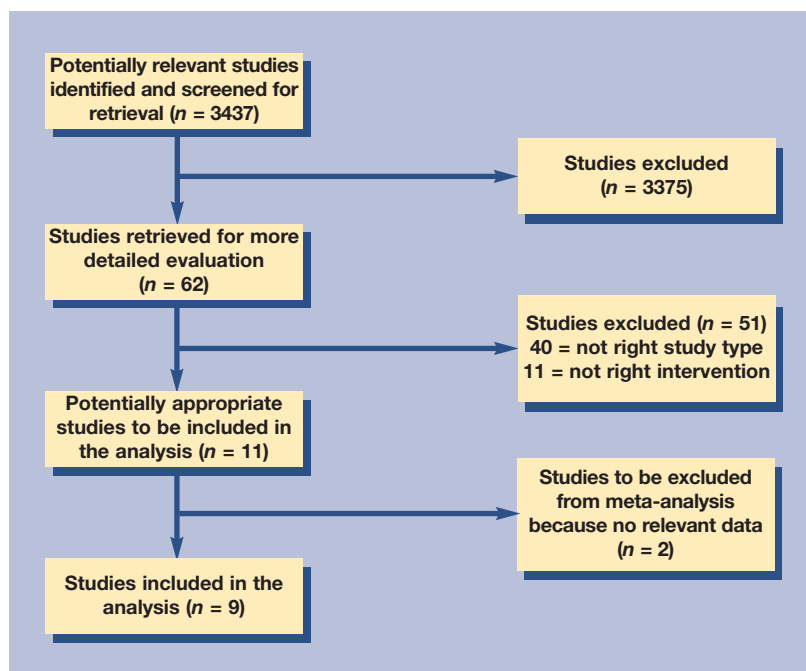 Potentially relevant studies
identified and screened for
retrieval (n = 3437)
Studies excluded
(n = 3375)
Studies retrieved for more
detailed evaluation
(n = 62)
Studies excluded (n = 51)
40 = not right study type
11 = not right intervention
Potentially appropriate
studies to be included in
the analysis (n = 11)
Studies to be excluded
from meta-analysis
because no relevant data
(n = 2)
Studies included in the
analysis (n = 9)